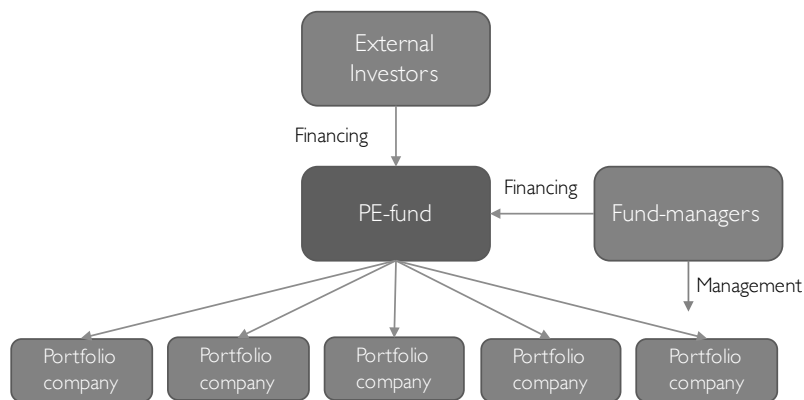 External
Investors
Financing
Financing
PE-fund
Fund-managers
Management
Portfolio
company
Portfolio
company
Portfolio
company
Portfolio
company
Portfolio
company